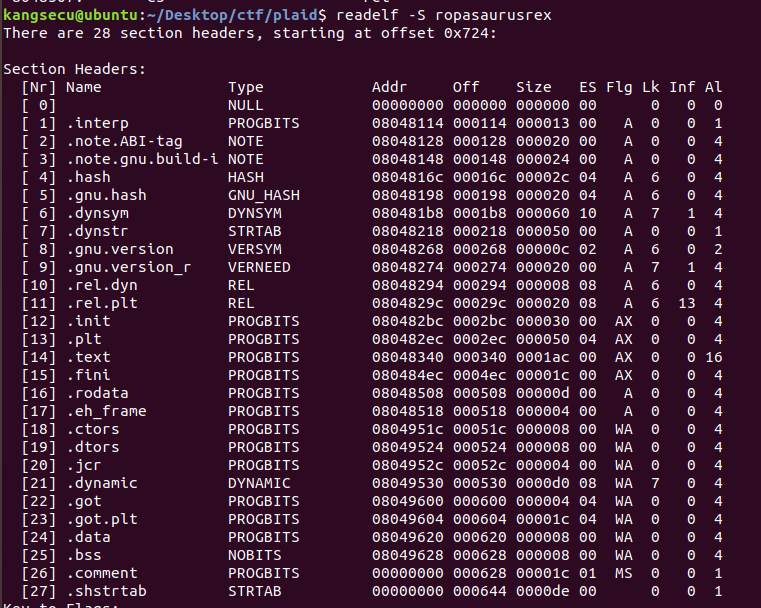 kangsecu@ubuntu:~/Desktop/ctf/plaid$ readelf -S ropasaurusrex
There are 28 section headers, starting at offset 0x724:
Section Headers:
[Nr] Name Type Addr Off Size ES Flg Lk Inf Al
[ 0] NULL 00000000 000000 000000 00 0 0 0
[ 1] .interp PROGBITS 08048114 000114 000013 00 A 0 0 1
[ 2] .note.ABI-tag NOTE 08048128 000128 000020 00 A 0 0 4
[ 3] .note.gnu.build-i NOTE 08048148 000148 000024 00 A 0 0 4
[ 4] .hash HASH 0804816c 00016c 00002c 04 A 6 0 4
[ 5] .gnu.hash GNU_HASH 08048198 000198 000020 04 A 6 0 4
[ 6] .dynsym DYNSYM 080481b8 0001b8 000060 10 A 7 1 4
[ 7] .dynstr STRTAB 08048218 000218 000050 00 A 0 0 1
[ 8] .gnu.version VERSYM 08048268 000268 00000c 02 A 6 0 2
[ 9] .gnu.version_r VERNEED 08048274 000274 000020 00 A 7 1 4
[10] .rel.dyn REL 08048294 000294 000008 08 A 6 0 4
[11] .rel.plt REL 0804829c 00029c 000020 08 A 6 13 4
[12] .init PROGBITS 080482bc 0002bc 000030 00 AX 0 0 4
[13] .plt PROGBITS 080482ec 0002ec 000050 04 AX 0 0 4
[14] .text PROGBITS 08048340 000340 0001ac 00 AX 0 0 16
[15] .fini PROGBITS 080484ec 0004ec 00001c 00 AX 0 0 4
[16] .rodata PROGBITS 08048508 000508 00000d 00 A 0 0 4
[17] .eh_frame PROGBITS 08048518 000518 000004 00 A 0 0 4
[18] .ctors PROGBITS 0804951c 00051c 000008 00 WA 0 0 4
[19] .dtors PROGBITS 08049524 000524 000008 00 WA 0 0 4
[20] .jcr PROGBITS 0804952c 00052c 000004 00 WA 0 0 4
[21] .dynamic DYNAMIC 08049530 000530 0000d0 08 WA 7 0 4
[22] .got PROGBITS 08049600 000600 000004 04 WA 0 0 4
[23] .got.plt PROGBITS 08049604 000604 00001c 04 WA 0 0 4
[24] .data PROGBITS 08049620 000620 000008 00 WA 0 0 4
[25] .bss NOBITS 08049628 000628 000008 00 WA 0 0 4
[26] .comment PROGBITS 00000000 000628 00001c 01 MS 0 0 1
[27] .shstrtab STRTAB 00000000 000644 0000de 00 0 0 1
Key to Flags: